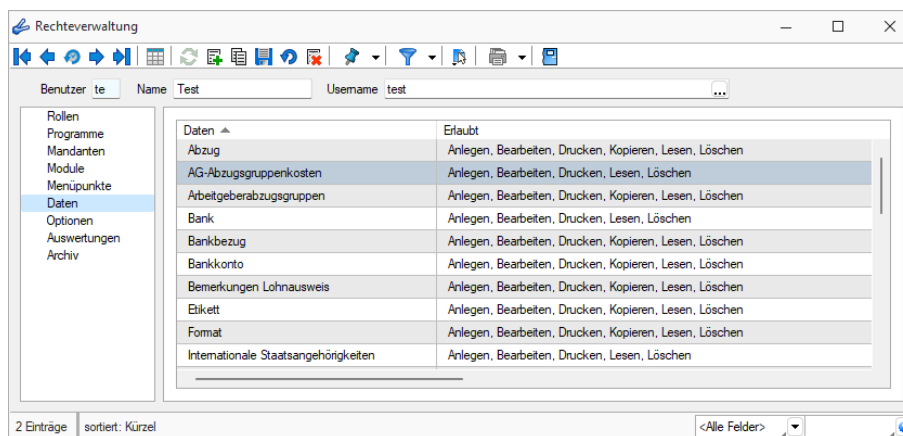 Rechteverwaltung
Benutzer te Name Test Username test ...
Rollen
Programme
Mandanten
Module
Menüpunkte
Daten
Optionen
Auswertungen
Archiv
Daten Erlaubt
Abzug Anlegen, Bearbeiten, Drucken, Kopieren, Lesen, Löschen
AG-Abzugsgruppenkosten Anlegen, Bearbeiten, Drucken, Lesen, Löschen
Arbeitgeberabzugsgruppen Anlegen, Bearbeiten, Drucken, Kopieren, Lesen, Löschen
Bank Anlegen, Bearbeiten, Drucken, Lesen, Löschen
Bankbezug Anlegen, Bearbeiten, Drucken, Kopieren, Lesen, Löschen
Bankkonto Anlegen, Bearbeiten, Drucken, Kopieren, Lesen, Löschen
Bemerkungen Lohnausweis Anlegen, Bearbeiten, Drucken, Kopieren, Lesen, Löschen
Etikett Anlegen, Bearbeiten, Drucken, Kopieren, Lesen, Löschen
Format Anlegen, Bearbeiten, Drucken, Kopieren, Lesen, Löschen
Internationale Staatsangehörigkeiten Anlegen, Bearbeiten, Drucken, Lesen, Löschen
2 Einträge sortiert: Kürzel <Alle Felder>